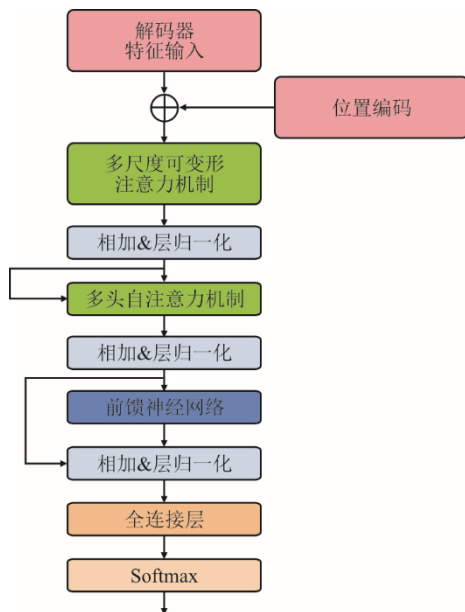 解码器
特征输入
位置编码
多尺度可变形
注意力机制
相加&层归一化
多头自注意力机制
相加&层归一化
前馈神经网络
相加&层归一化
全连接层
Softmax